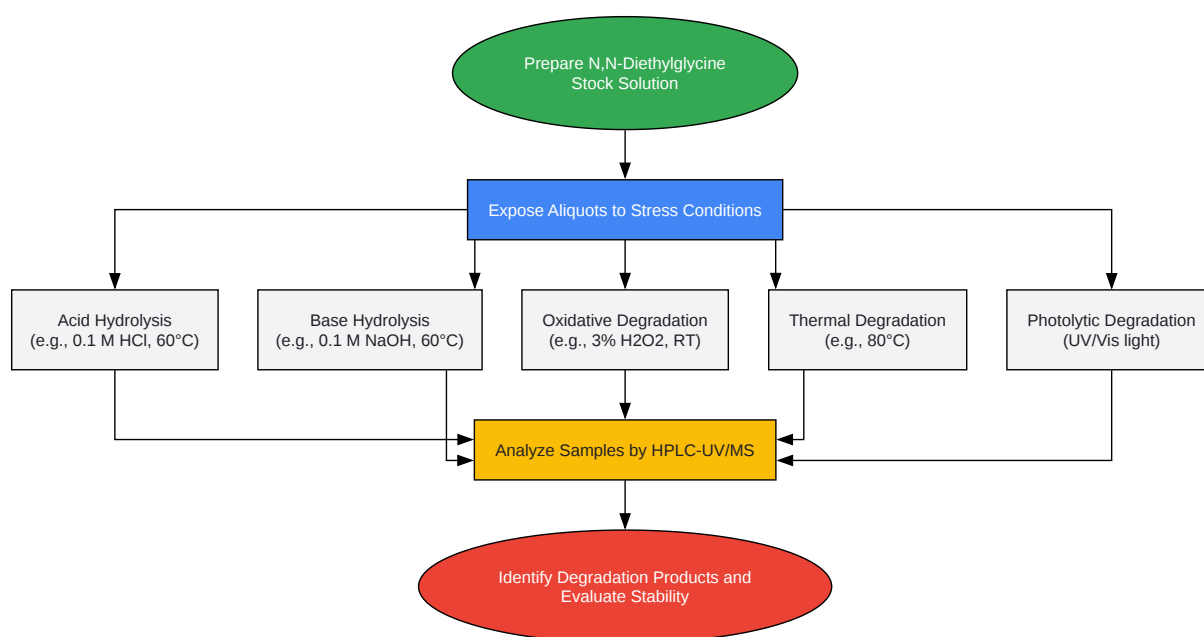 Prepare N,N-Diethylglycine
Stock Solution
Expose Aliquots to Stress Conditions
Acid Hydrolysis
(e.g., 0.1 M HCl, 60°C)
Base Hydrolysis
(e.g., 0.1 M NaOH, 60°C)
Oxidative Degradation
(e.g., 3% H2O2, RT)
Thermal Degradation
(e.g., 80°C)
Photolytic Degradation
(UV/Vis light)
Analyze Samples by HPLC-UV/MS
Identify Degradation Products and
Evaluate Stability